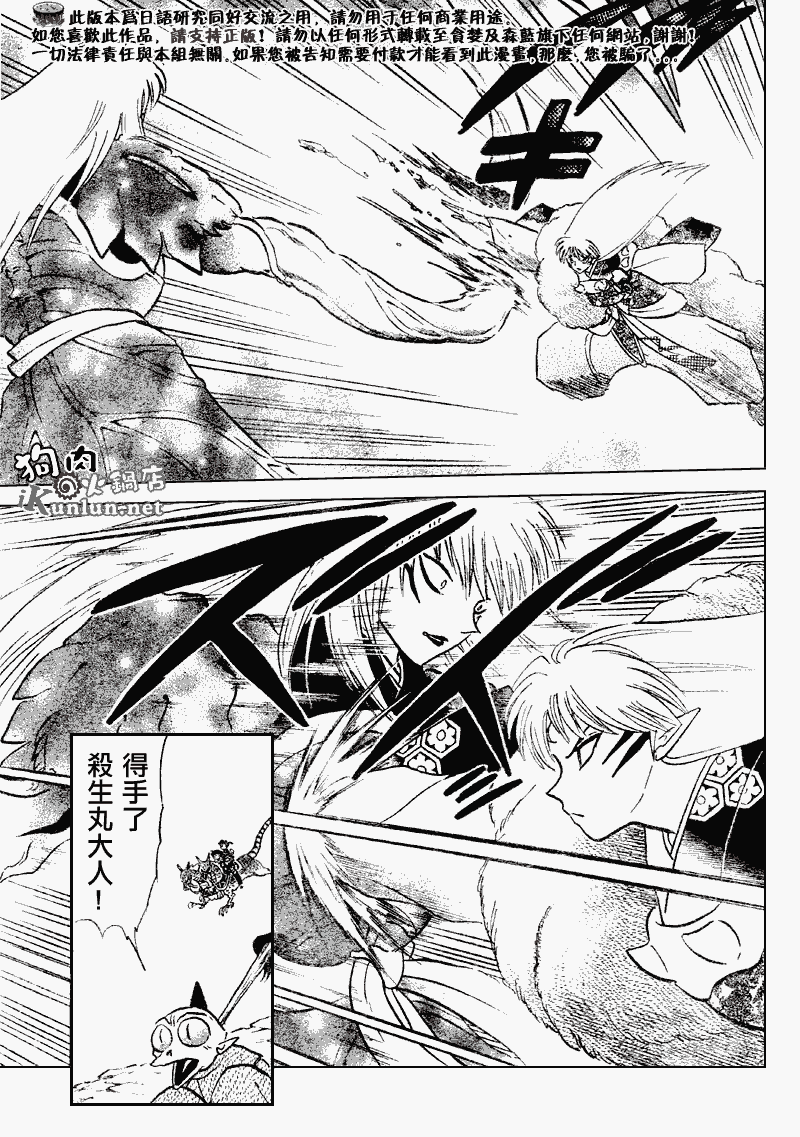 此版本為日語研究同好交流之用，請勿用于任何商業用途。
如您喜歡此作品，請支持正版！請勿以任何形式轉載至貪婪及森藍旗下任何網站，謝謝！
一切法律責任與本組無關。如果您被告知需要付款才能看到此漫畫，那麼，您被騙了...
狗肉
火鍋店
iKunlun.net
ズ
ズ
得手了
殺生丸大人！